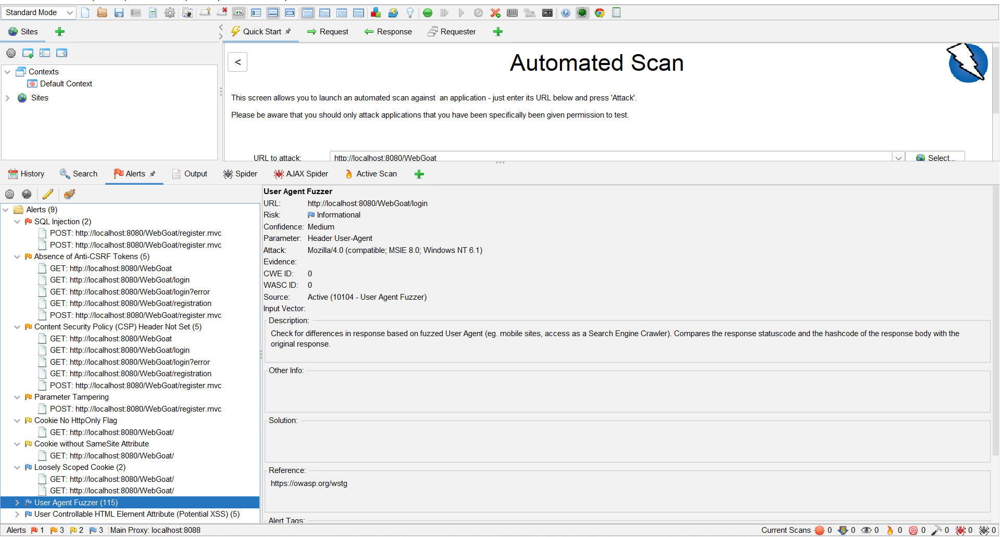 Standard Mode
Sites
Quick Start
Request
Response
Requester
Contexts
Default Context
Sites
<
Automated Scan
This screen allows you to launch an automated scan against an application - just enter its URL below and press 'Attack'.
Please be aware that you should only attack applications that you have been specifically been given permission to test.
URL to attack:
http://localhost:8080/WebGoat
Select...
History
Search
Alerts
Output
Spider
AJAX Spider
Active Scan
Alerts (9)
SQL Injection (2)
POST: http://localhost:8080/WebGoat/register.mvc
POST: http://localhost:8080/WebGoat/register.mvc
Absence of Anti-CSRF Tokens (5)
GET: http://localhost:8080/WebGoat
GET: http://localhost:8080/WebGoat/login
GET: http://localhost:8080/WebGoat/login?error
GET: http://localhost:8080/WebGoat/registration
POST: http://localhost:8080/WebGoat/register.mvc
Content Security Policy (CSP) Header Not Set (5)
GET: http://localhost:8080/WebGoat
GET: http://localhost:8080/WebGoat/login
GET: http://localhost:8080/WebGoat/login?error
GET: http://localhost:8080/WebGoat/registration
POST: http://localhost:8080/WebGoat/register.mvc
Parameter Tampering
POST: http://localhost:8080/WebGoat/register.mvc
Cookie No HttpOnly Flag
GET: http://localhost:8080/WebGoat/
Cookie without SameSite Attribute
GET: http://localhost:8080/WebGoat/
Loosely Scoped Cookie (2)
GET: http://localhost:8080/WebGoat/
GET: http://localhost:8080/WebGoat/
User Agent Fuzzer (115)
User Controllable HTML Element Attribute (Potential XSS) (5)
User Agent Fuzzer
URL: http://localhost:8080/WebGoat/login
Risk: Informational
Confidence: Medium
Parameter: Header User-Agent
Attack: Mozilla/4.0 (compatible; MSIE 8.0; Windows NT 6.1)
Evidence:
CWE ID: 0
WASC ID: 0
Source: Active (10104 - User Agent Fuzzer)
Input Vector:
Description:
Check for differences in response based on fuzzed User Agent (eg. mobile sites, access as a Search Engine Crawler). Compares the response statuscode and the hashcode of the response body with the
original response.
Other Info:
Solution:
Reference:
https://owasp.org/wstg
Alert Tags:
Alerts 1 3 2 3 Main Proxy: localhost:8088
Current Scans 0 0 0 0 0 0 0 0